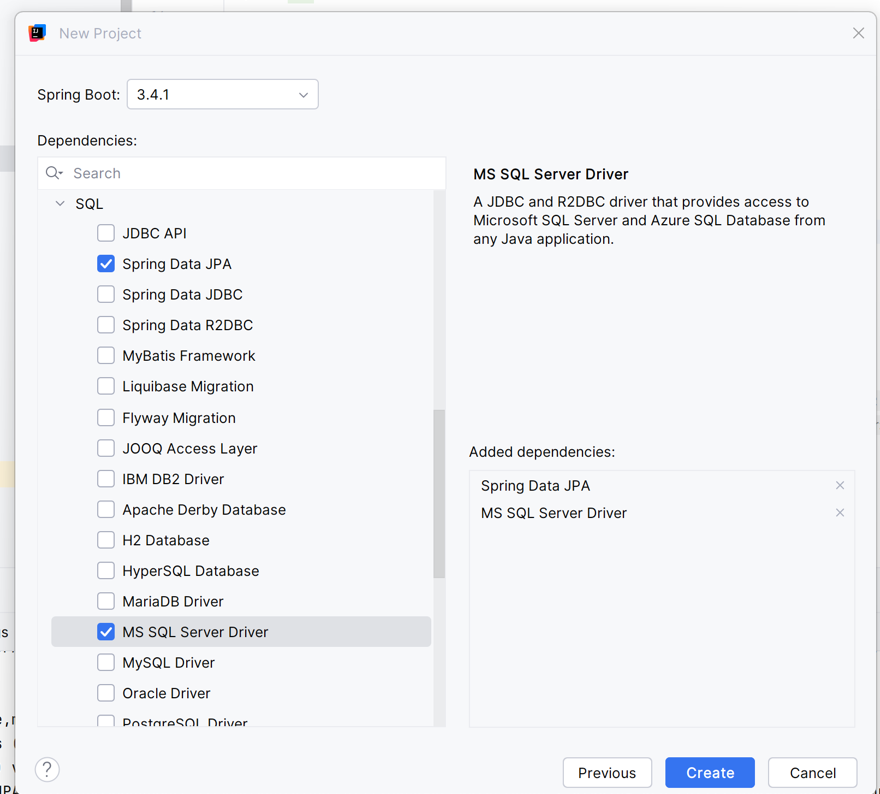 New Project
Spring Boot: 3.4.1
Dependencies:
Search
SQL
JDBC API
Spring Data JPA
Spring Data JDBC
Spring Data R2DBC
MyBatis Framework
Liquibase Migration
Flyway Migration
JOOQ Access Layer
IBM DB2 Driver
Apache Derby Database
H2 Database
HyperSQL Database
MariaDB Driver
MS SQL Server Driver
MySQL Driver
Oracle Driver
PostgreSQL Driver
MS SQL Server Driver
A JDBC and R2DBC driver that provides access to
Microsoft SQL Server and Azure SQL Database from
any Java application.
Added dependencies:
Spring Data JPA
MS SQL Server Driver
?
Previous
Create
Cancel